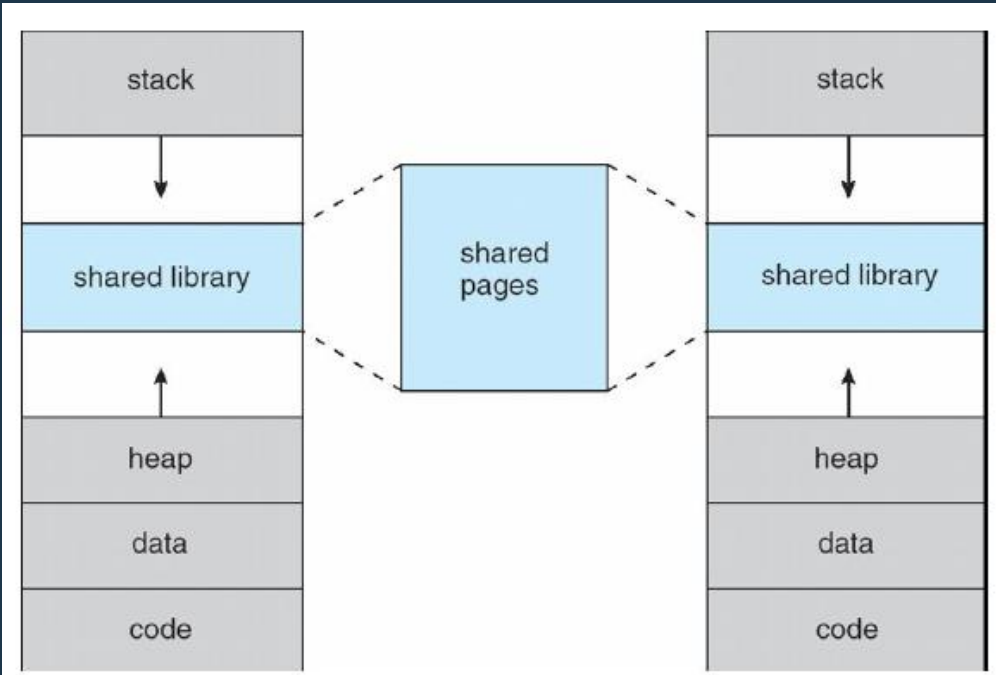 stack
shared library
heap
data
code
shared
pages
stack
shared library
heap
data
code